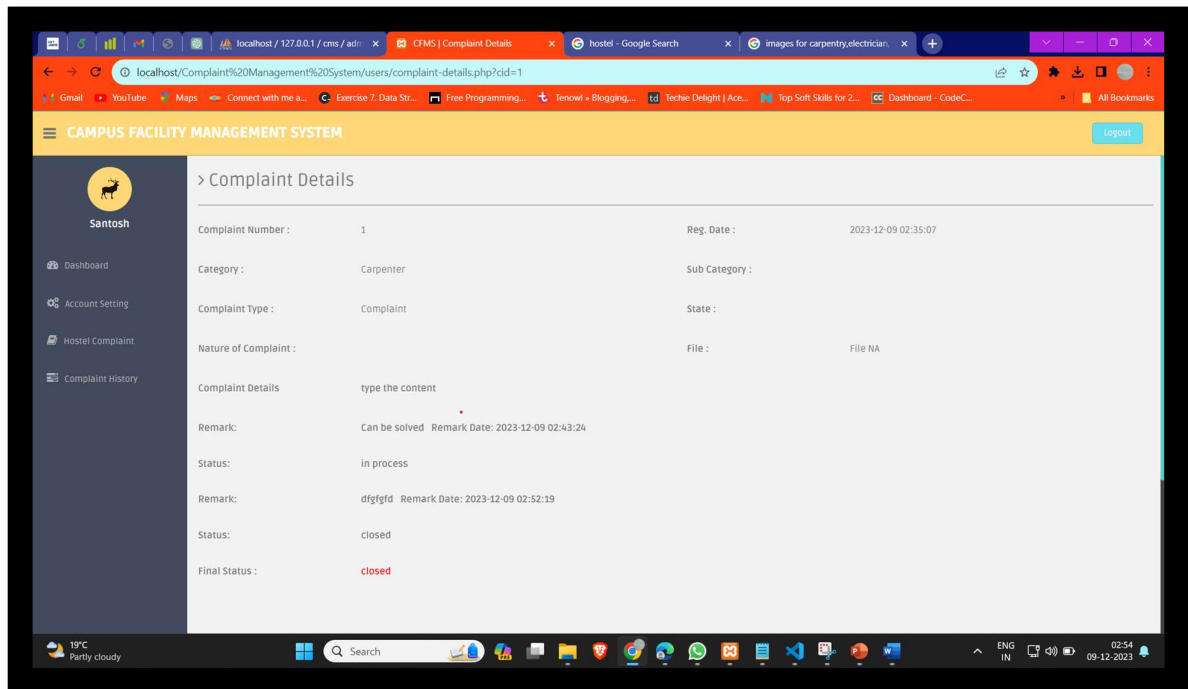 localhost / 127.0.0.1 / cms / adm
CFMS | Complaint Details
hostel - Google Search
images for carpentry,electrician,
localhost/Complaint%20Management%20System/users/complaint-details.php?cid=1
Gmail YouTube Maps Connect with me a... Exercise 7. Data Str... Free Programming... Tenowl » Blogging,... td Techie Delight | Ace... Top Soft Skills for 2... CC Dashboard - CodeC... » All Bookmarks
CAMPUS FACILITY MANAGEMENT SYSTEM Logout
Santosh
Dashboard
Account Setting
Hostel Complaint
Complaint History
> Complaint Details
Complaint Number : 1 Reg. Date : 2023-12-09 02:35:07
Category : Carpenter Sub Category :
Complaint Type : Complaint State :
Nature of Complaint : File : File NA
Complaint Details type the content
Remark: Can be solved Remark Date: 2023-12-09 02:43:24
Status: in process
Remark: dfgfgfd Remark Date: 2023-12-09 02:52:19
Status: closed
Final Status : closed
19°C
Partly cloudy
Search
ENG
IN
02:54
09-12-2023